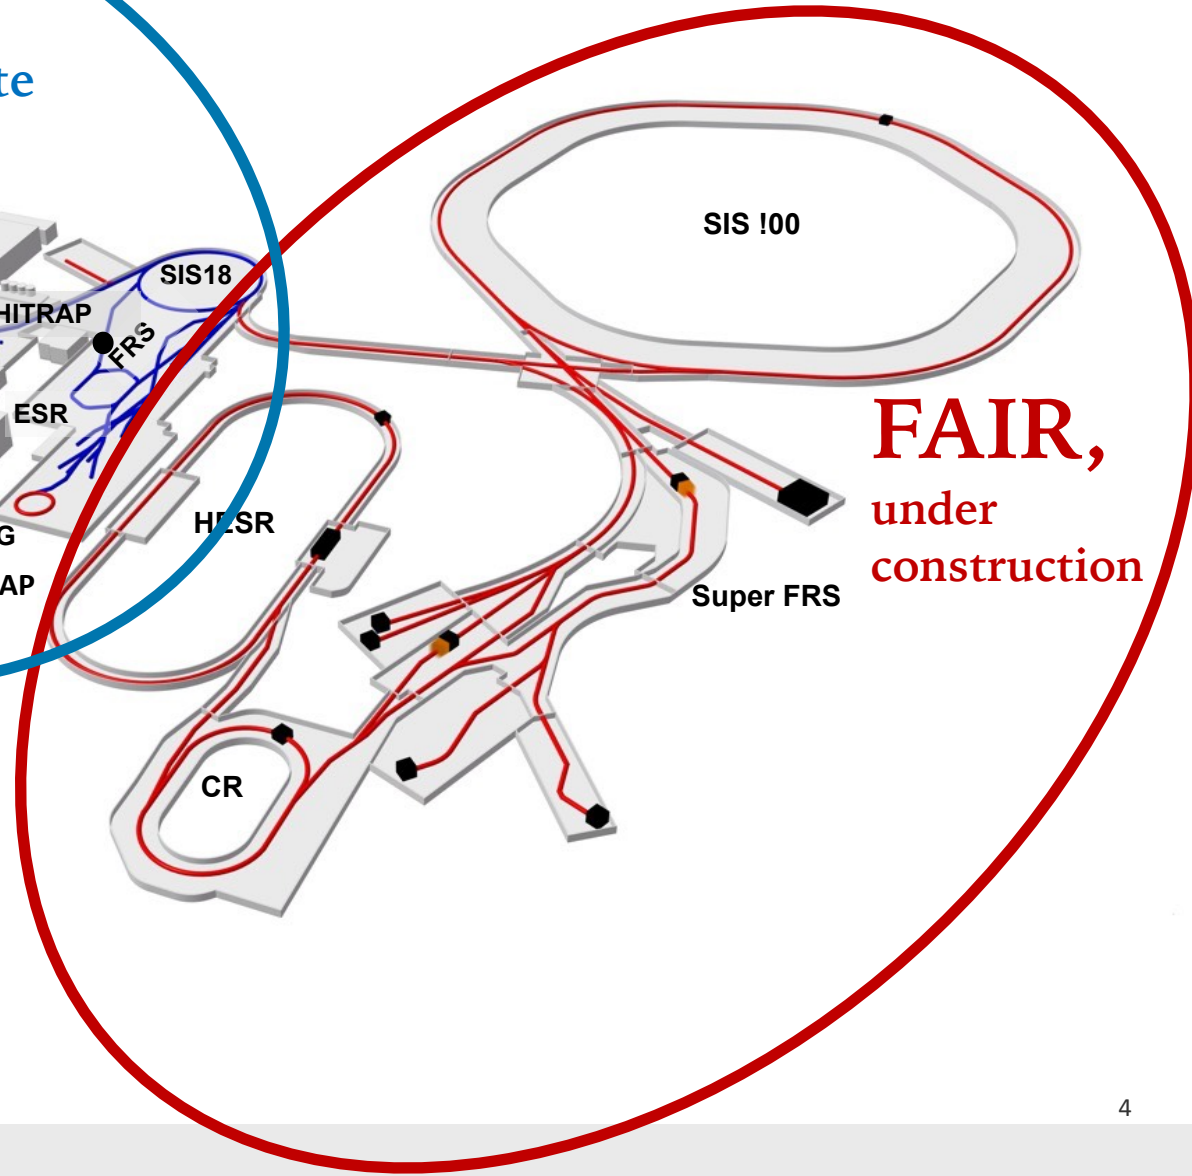 te
SIS !00
SIS18
HITRAP
FRS
ESR
FAIR,
under
construction
HESR
G
AP
Super FRS
CR
4